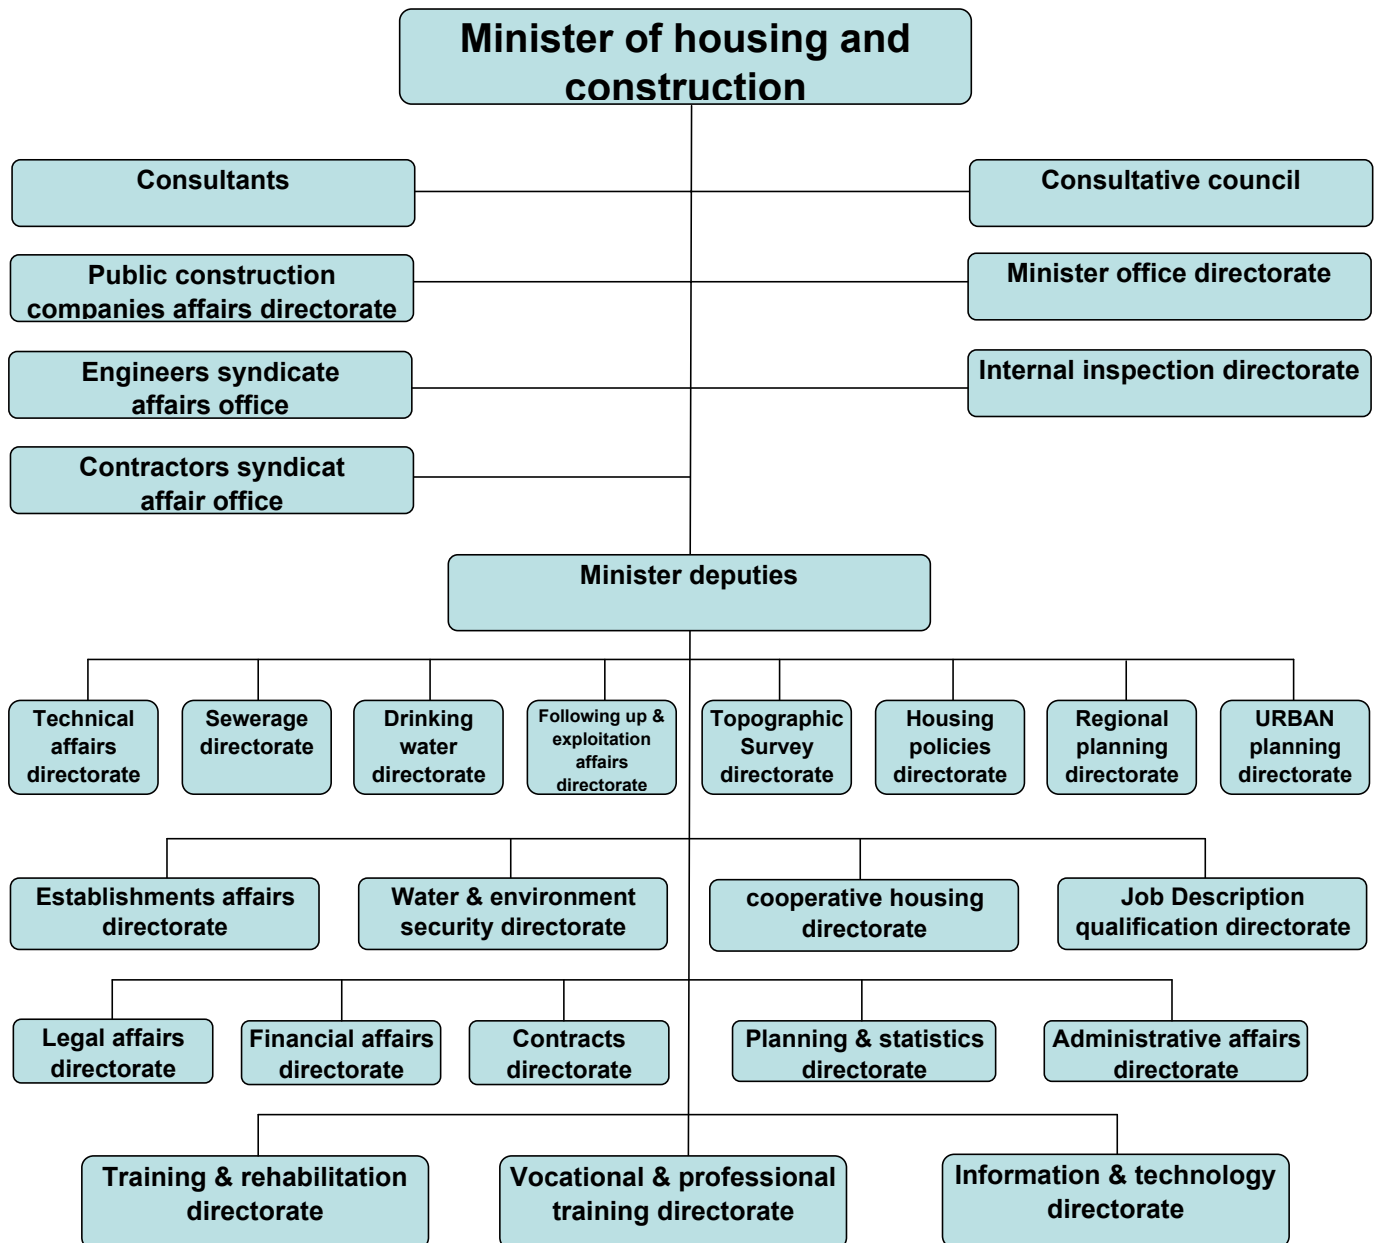 Minister of housing and
construction
Consultants
Consultative council
Public construction
companies affairs directorate
Minister office directorate
Engineers syndicate
affairs office
Internal inspection directorate
Contractors syndicat
affair office
Minister deputies
Technical
affairs
directorate
Sewerage
directorate
Drinking
water
directorate
Following up &
exploitation
affairs
directorate
Topographic
Survey
directorate
Housing
policies
directorate
Regional
planning
directorate
URBAN
planning
directorate
Establishments affairs
directorate
Water & environment
security directorate
cooperative housing
directorate
Job Description
qualification directorate
Legal affairs
directorate
Financial affairs
directorate
Contracts
directorate
Planning & statistics
directorate
Administrative affairs
directorate
Training & rehabilitation
directorate
Vocational & professional
training directorate
Information & technology
directorate